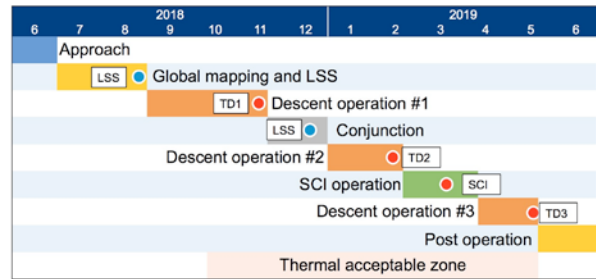 2018 2019
6 7 8 9 10 11 12 1 2 3 4 5 6
Approach
LSS Global mapping and LSS
TD1 Descent operation #1
LSS Conjunction
Descent operation #2 TD2
SCI operation SCI
Descent operation #3 TD3
Post operation
Thermal acceptable zone